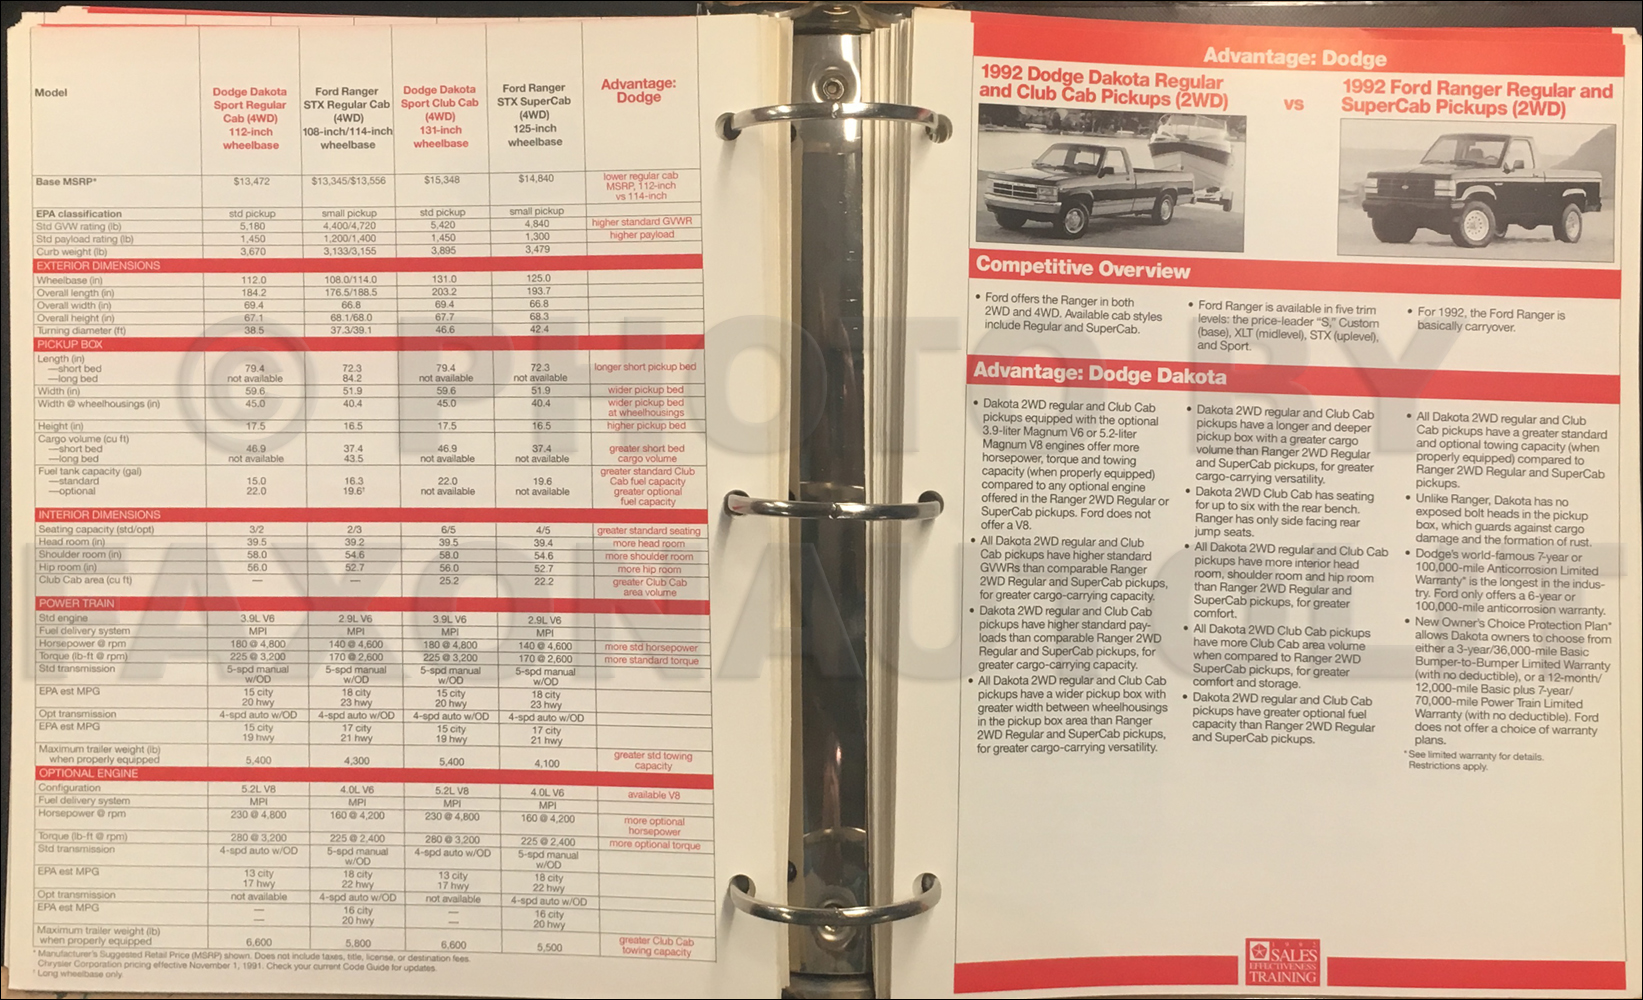 Model
Dodge Dakota Sport Regular Cab (4WD) 112-inch wheelbase
Ford Ranger STX Regular Cab (4WD) 108-inch/114-inch wheelbase
Dodge Dakota Sport Club Cab (4WD) 131-inch wheelbase
Ford Ranger STX SuperCab (4WD) 125-inch wheelbase
Advantage: Dodge
Base MSRP* $13,472 $13,345/$13,556 $15,348 $14,840 lower regular cab MSRP, 112-inch vs 114-inch
EPA classification std pickup small pickup std pickup small pickup
Std GVW rating (lb) 5,180 4,400/4,720 5,420 4,840 higher standard GVWR
Std payload rating (lb) 1,450 1,200/1,400 1,450 1,300 higher payload
Curb weight (lb) 3,670 3,133/3,155 3,895 3,479
EXTERIOR DIMENSIONS
Wheelbase (in) 112.0 108.0/114.0 131.0 125.0
Overall length (in) 184.2 176.5/188.5 203.2 193.7
Overall width (in) 69.4 66.8 69.4 66.8
Overall height (in) 67.1 68.1/68.0 67.7 68.3
Turning diameter (ft) 38.5 37.3/39.1 46.6 42.4
PICKUP BOX
Length (in)
—short bed 79.4 72.3 79.4 72.3 longer short pickup bed
—long bed not available 84.2 not available not available
Width (in) 59.6 51.9 59.6 51.9 wider pickup bed
Width @ wheelhousings (in) 45.0 40.4 45.0 40.4 wider pickup bed at wheelhousings
Height (in) 17.5 16.5 17.5 16.5 higher pickup bed
Cargo volume (cu ft)
—short bed 46.9 37.4 46.9 37.4 greater short bed
—long bed not available 43.5 not available not available cargo volume
Fuel tank capacity (gal) greater standard Club
—standard 15.0 16.3 22.0 19.6 Cab fuel capacity
—optional 22.0 19.6† not available not available greater optional fuel capacity
INTERIOR DIMENSIONS
Seating capacity (std/opt) 3/2 2/3 6/5 4/5 greater standard seating
Head room (in) 39.5 39.2 39.5 39.4 more head room
Shoulder room (in) 58.0 54.6 58.0 54.6 more shoulder room
Hip room (in) 56.0 52.7 56.0 52.7 more hip room
Club Cab area (cu ft) — — 25.2 22.2 greater Club Cab area volume
POWER TRAIN
Std engine 3.9L V6 2.9L V6 3.9L V6 2.9L V6
Fuel delivery system MPI MPI MPI MPI
Horsepower @ rpm 180 @ 4,800 140 @ 4,600 180 @ 4,800 140 @ 4,600 more std horsepower
Torque (lb-ft @ rpm) 225 @ 3,200 170 @ 2,600 225 @ 3,200 170 @ 2,600 more standard torque
Std transmission 5-spd manual w/OD 5-spd manual w/OD 5-spd manual w/OD 5-spd manual w/OD
EPA est MPG 15 city 18 city 15 city 18 city
20 hwy 23 hwy 20 hwy 23 hwy
Opt transmission 4-spd auto w/OD 4-spd auto w/OD 4-spd auto w/OD 4-spd auto w/OD
EPA est MPG 15 city 17 city 15 city 17 city
19 hwy 21 hwy 19 hwy 21 hwy
Maximum trailer weight (lb)
when properly equipped 5,400 4,300 5,400 4,100 greater std towing capacity
OPTIONAL ENGINE
Configuration 5.2L V8 4.0L V6 5.2L V8 4.0L V6 available V8
Fuel delivery system MPI MPI MPI MPI
Horsepower @ rpm 230 @ 4,800 160 @ 4,200 230 @ 4,800 160 @ 4,200 more optional horsepower
Torque (lb-ft @ rpm) 280 @ 3,200 225 @ 2,400 280 @ 3,200 225 @ 2,400 more optional torque
Std transmission 4-spd auto w/OD 5-spd manual w/OD 4-spd auto w/OD 5-spd manual w/OD
EPA est MPG 13 city 18 city 13 city 18 city
17 hwy 22 hwy 17 hwy 22 hwy
Opt transmission not available 4-spd auto w/OD not available 4-spd auto w/OD
EPA est MPG — 16 city — 16 city
— 20 hwy — 20 hwy
Maximum trailer weight (lb)
when properly equipped 6,600 5,800 6,600 5,500 greater Club Cab towing capacity
* Manufacturer's Suggested Retail Price (MSRP) shown. Does not include taxes, title, license, or destination fees.
Chrysler Corporation pricing effective November 1, 1991. Check your current Code Guide for updates.
† Long wheelbase only.
Advantage: Dodge
1992 Dodge Dakota Regular
and Club Cab Pickups (2WD)
vs
1992 Ford Ranger Regular and
SuperCab Pickups (2WD)
Competitive Overview
• Ford offers the Ranger in both
2WD and 4WD. Available cab styles
include Regular and SuperCab.
• Ford Ranger is available in five trim
levels: the price-leader “S,” Custom
(base), XLT (midlevel), STX (uplevel),
and Sport.
• For 1992, the Ford Ranger is
basically carryover.
Advantage: Dodge Dakota
• Dakota 2WD regular and Club Cab
pickups equipped with the optional
3.9-liter Magnum V6 or 5.2-liter
Magnum V8 engines offer more
horsepower, torque and towing
capacity (when properly equipped)
compared to any optional engine
offered in the Ranger 2WD Regular or
SuperCab pickups. Ford does not
offer a V8.
• All Dakota 2WD regular and Club
Cab pickups have higher standard
GVWRs than comparable Ranger
2WD Regular and SuperCab pickups,
for greater cargo-carrying capacity.
• Dakota 2WD regular and Club Cab
pickups have higher standard pay-
loads than comparable Ranger 2WD
Regular and SuperCab pickups, for
greater cargo-carrying capacity.
• All Dakota 2WD regular and Club Cab
pickups have a wider pickup box with
greater width between wheelhousings
in the pickup box area than Ranger
2WD Regular and SuperCab pickups,
for greater cargo-carrying versatility.
• Dakota 2WD regular and Club Cab
pickups have a longer and deeper
pickup box with a greater cargo
volume than Ranger 2WD Regular
and SuperCab pickups, for greater
cargo-carrying versatility.
• Dakota 2WD Club Cab has seating
for up to six with the rear bench.
Ranger has only side facing rear
jump seats.
• All Dakota 2WD regular and Club Cab
pickups have more interior head
room, shoulder room and hip room
than Ranger 2WD Regular and
SuperCab pickups, for greater
comfort.
• All Dakota 2WD Club Cab pickups
have more Club Cab area volume
when compared to Ranger 2WD
SuperCab pickups, for greater
comfort and storage.
• Dakota 2WD regular and Club Cab
pickups have greater optional fuel
capacity than Ranger 2WD Regular
and SuperCab pickups.
• All Dakota 2WD regular and Club
Cab pickups have a greater standard
and optional towing capacity (when
properly equipped) compared to
Ranger 2WD Regular and SuperCab
pickups.
• Unlike Ranger, Dakota has no
exposed bolt heads in the pickup
box, which guards against cargo
damage and the formation of rust.
• Dodge's world-famous 7-year or
100,000-mile Anticorrosion Limited
Warranty* is the longest in the indus-
try. Ford only offers a 6-year or
100,000-mile anticorrosion warranty.
• New Owner's Choice Protection Plan*
allows Dakota owners to choose from
either a 3-year/36,000-mile Basic
Bumper-to-Bumper Limited Warranty
(with no deductible), or a 12-month/
12,000-mile Basic plus 7-year/
70,000-mile Power Train Limited
Warranty (with no deductible). Ford
does not offer a choice of warranty
plans.
* See limited warranty for details.
Restrictions apply.
1992
SALES
EFFECTIVENESS
TRAINING
© PHOTO BY
FAXON AUTO